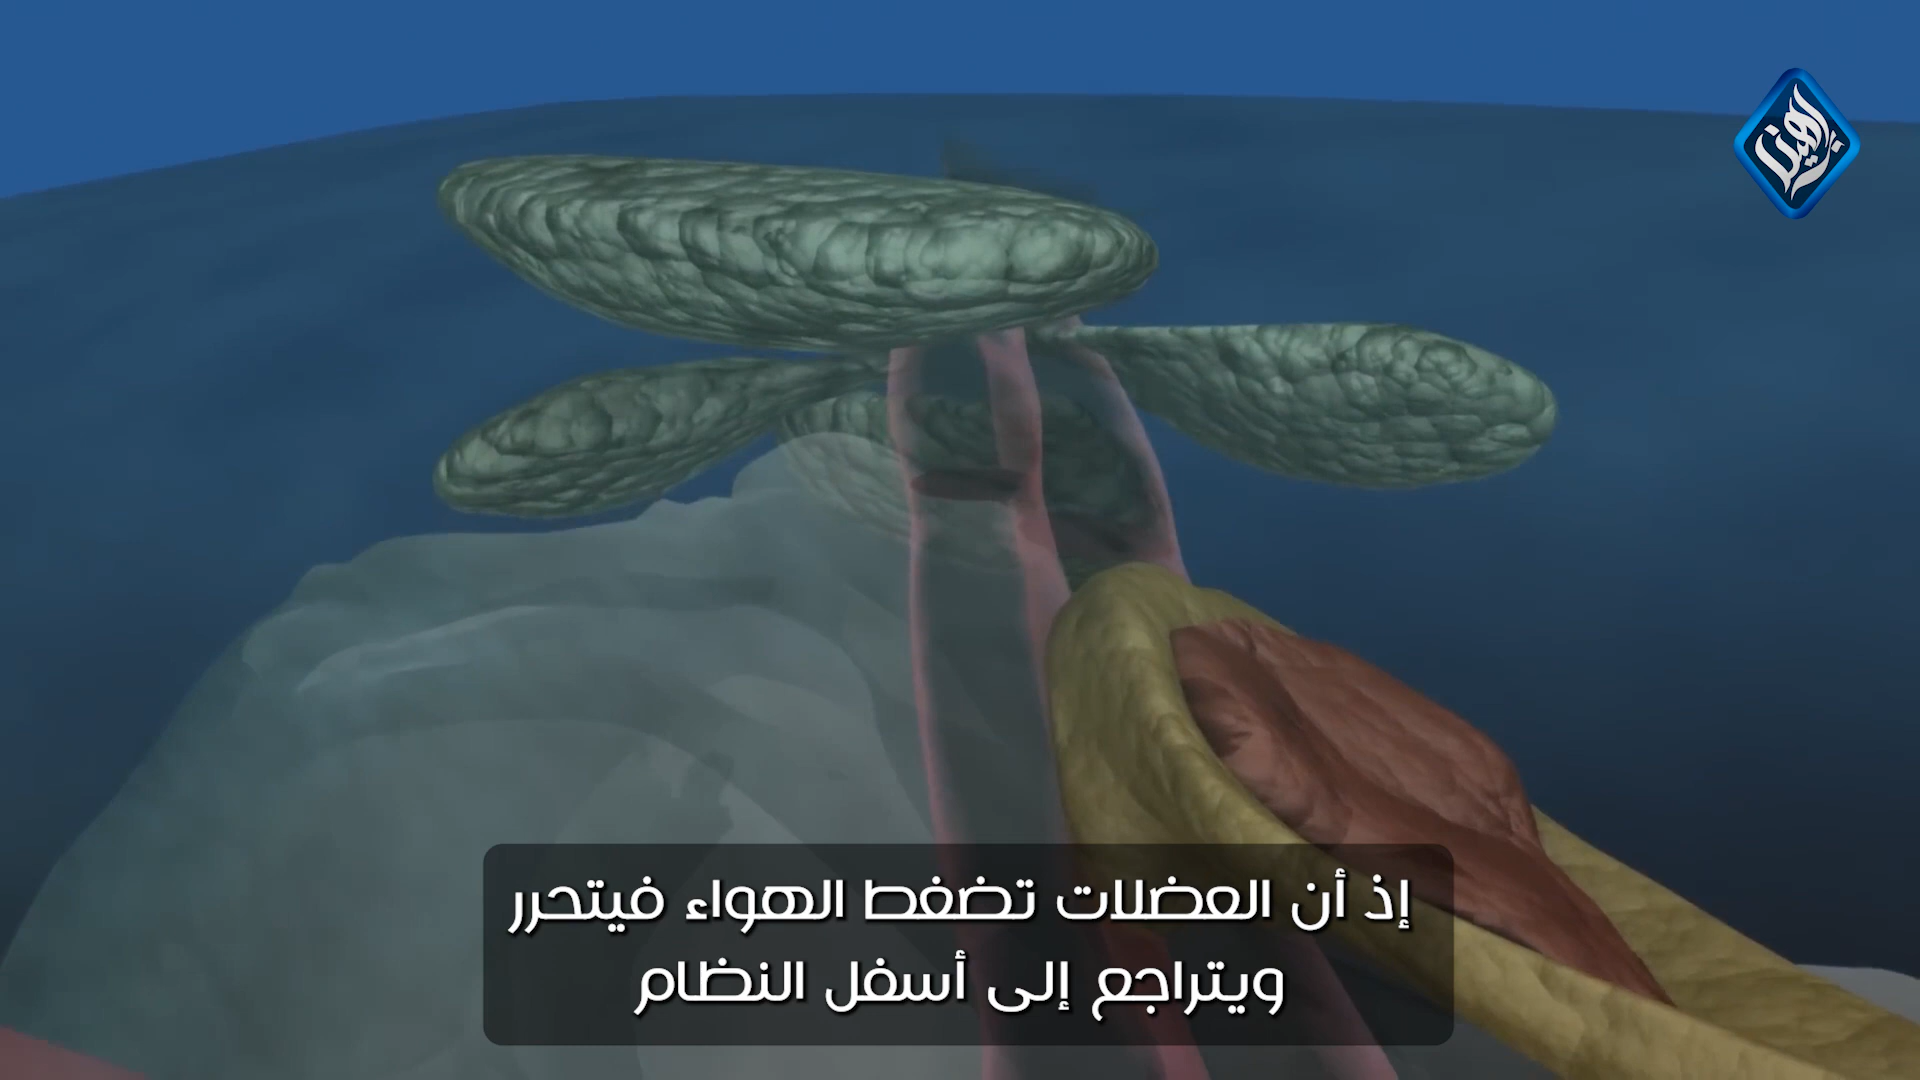 إذ أن العضلات تضغط الهواء فيتحرر
ويتراجع إلى أسفل النظام